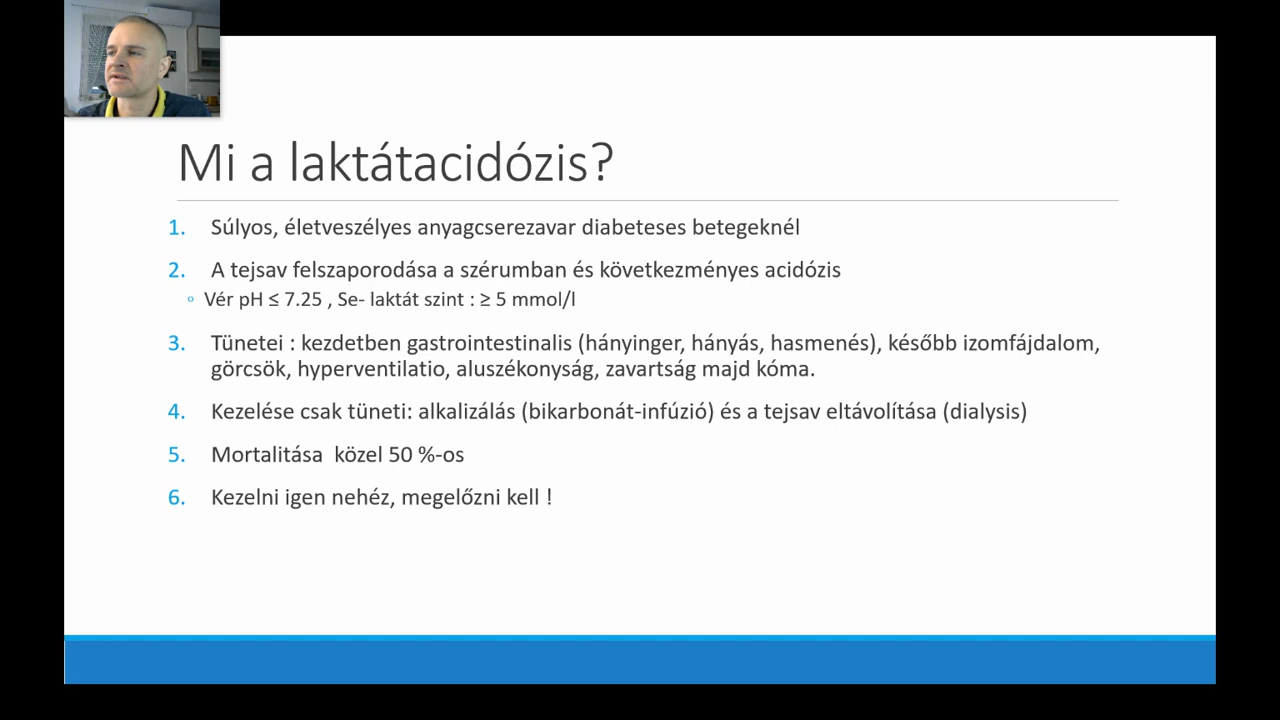 Mi a laktátacidózis?
1. Súlyos, életveszélyes anyagcserezavar diabeteses betegeknél
2. A tejsav felszaporodása a szérumban és következményes acidózis
◦ Vér pH ≤ 7.25 , Se- laktát szint : ≥ 5 mmol/l
3. Tünetei : kezdetben gastrointestinalis (hányinger, hányás, hasmenés), később izomfájdalom,
görcsök, hyperventilatio, aluszékonyság, zavartság majd kóma.
4. Kezelése csak tüneti: alkalizálás (bikarbonát-infúzió) és a tejsav eltávolítása (dialysis)
5. Mortalitása  közel 50 %-os
6. Kezelni igen nehéz, megelőzni kell !